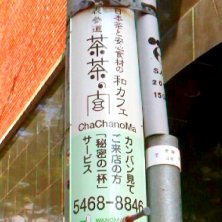 日本茶と安心食材の和カフェ
表参道
茶茶の間
ChaChanoMa
カンバン見て
ご来店の方
「秘密の一杯」
サービス
5468-8846